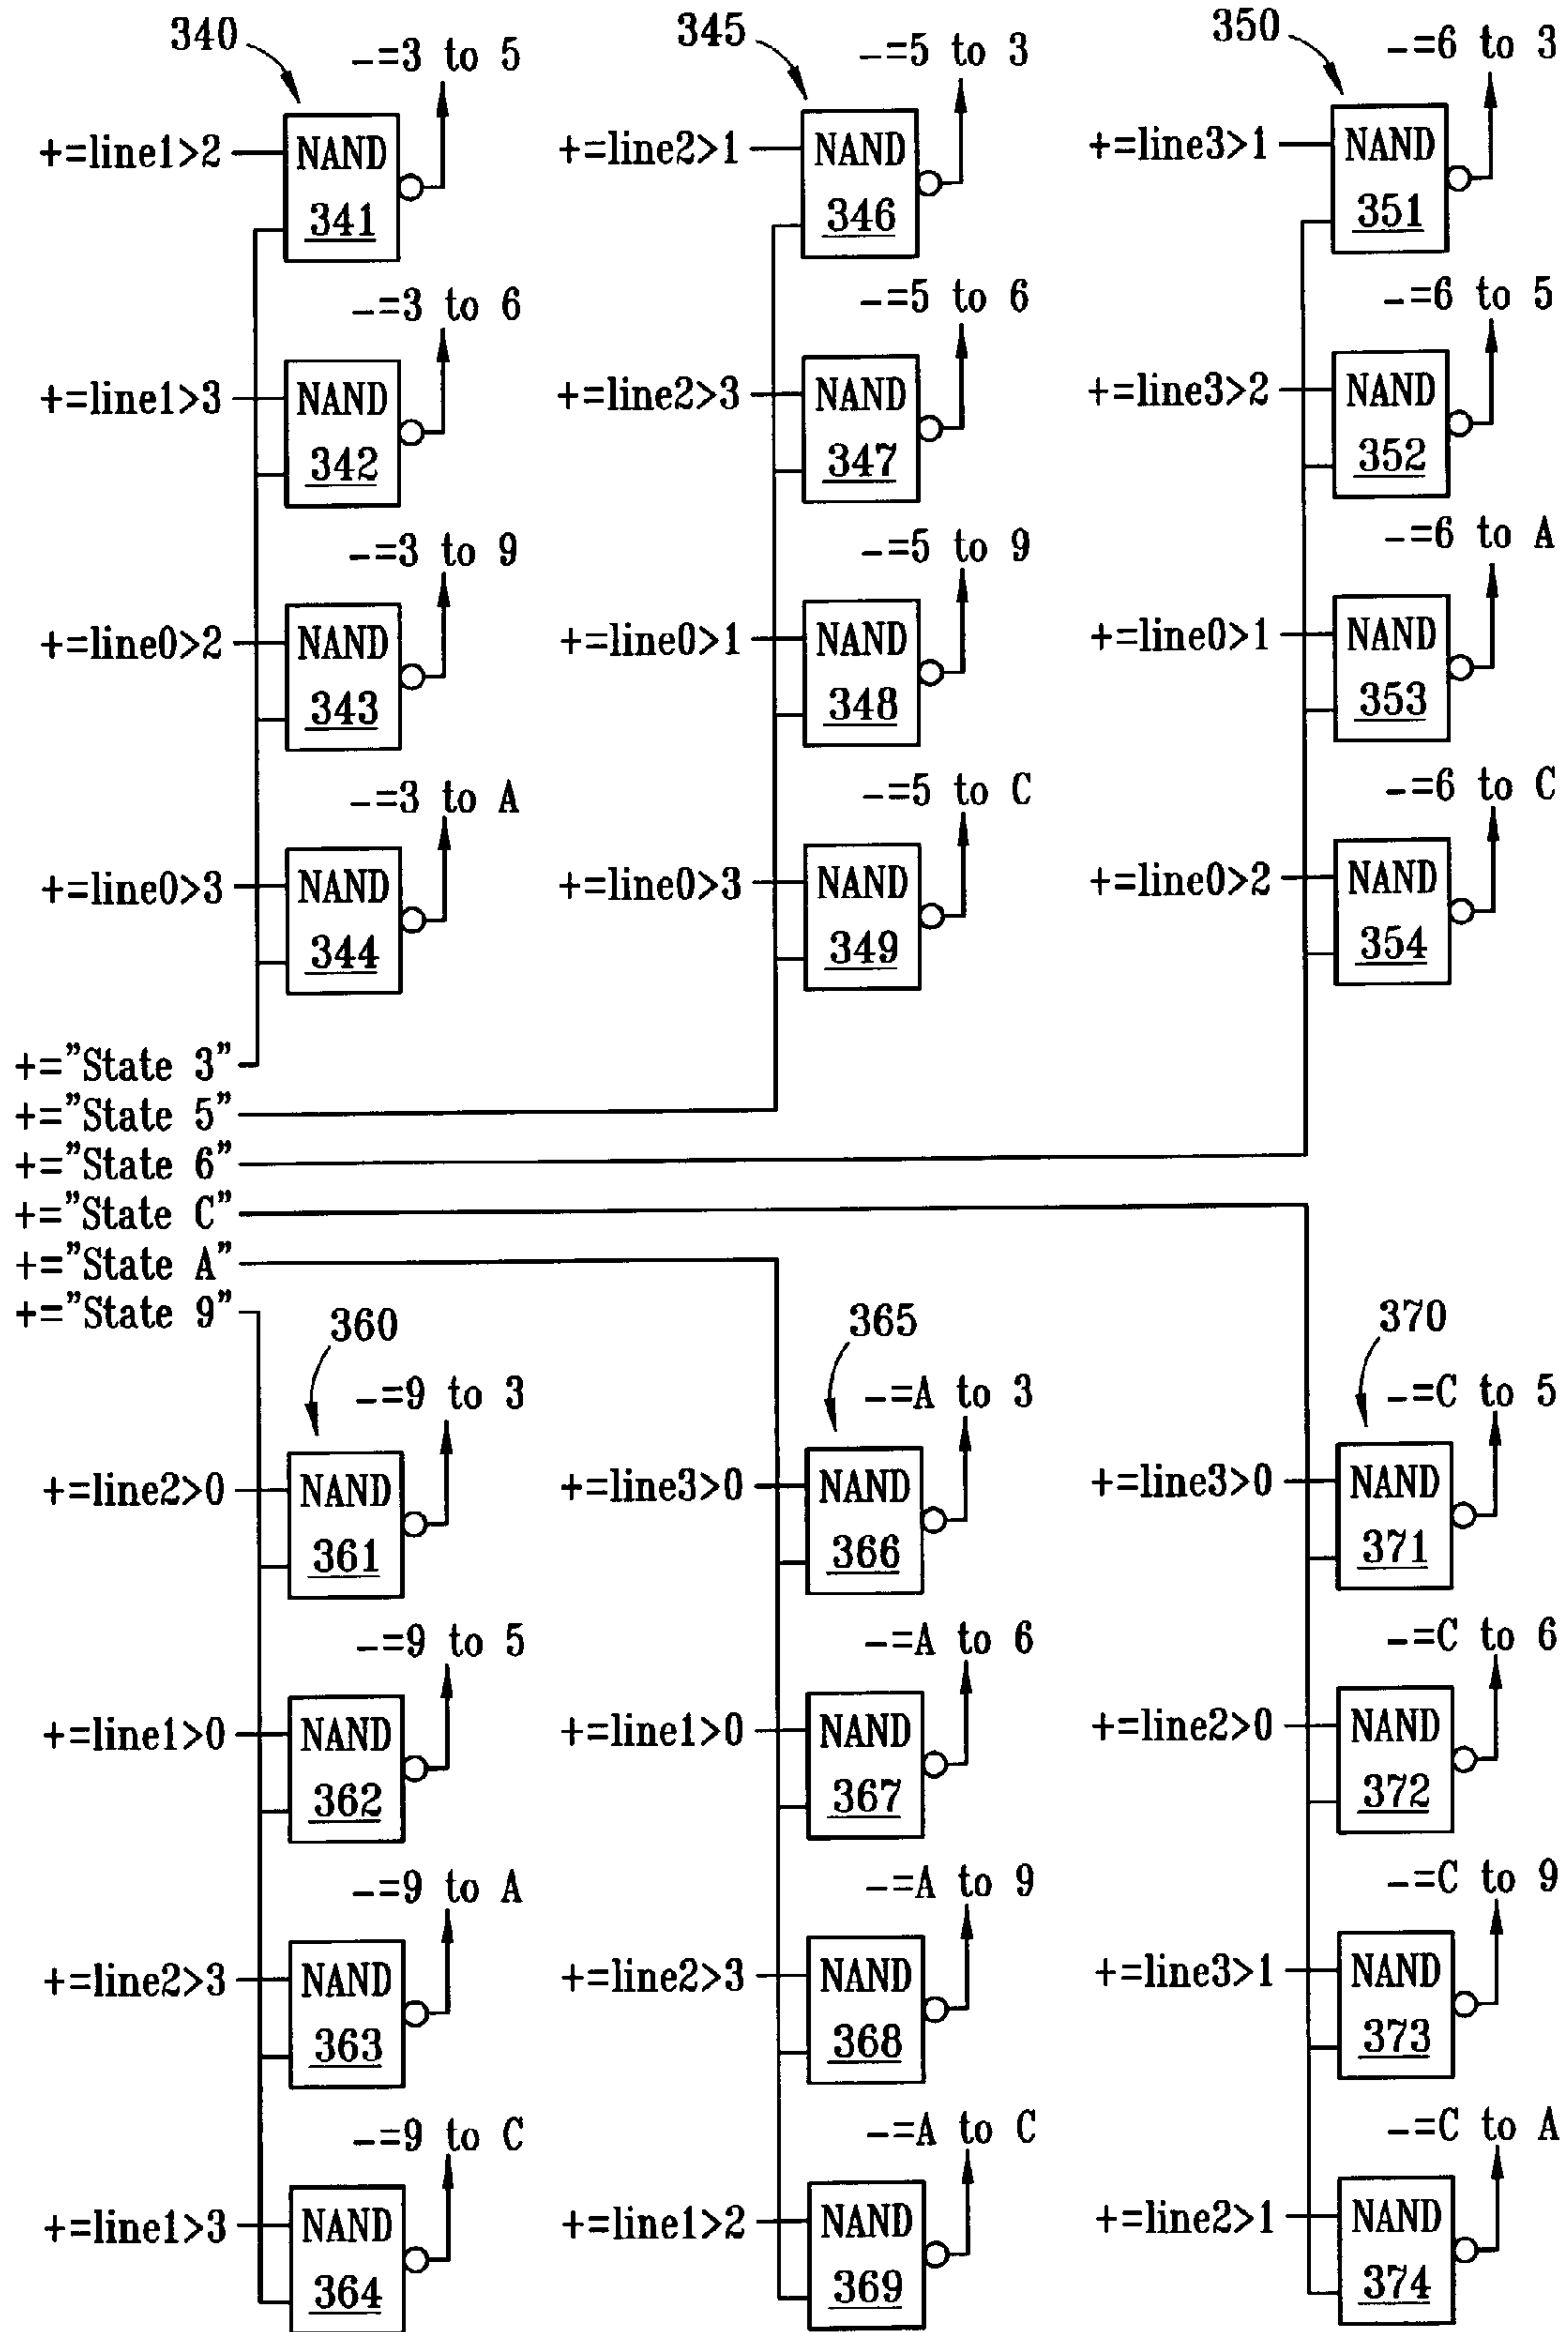 340
-=3 to 5
+=line1>2
NAND
341
-=3 to 6
+=line1>3
NAND
342
-=3 to 9
+=line0>2
NAND
343
-=3 to A
+=line0>3
NAND
344
345
-=5 to 3
+=line2>1
NAND
346
-=5 to 6
+=line2>3
NAND
347
-=5 to 9
+=line0>1
NAND
348
-=5 to C
+=line0>3
NAND
349
350
-=6 to 3
+=line3>1
NAND
351
-=6 to 5
+=line3>2
NAND
352
-=6 to A
+=line0>1
NAND
353
-=6 to C
+=line0>2
NAND
354
+="State 3"
+="State 5"
+="State 6"
+="State C"
+="State A"
+="State 9"
360
-=9 to 3
+=line2>0
NAND
361
-=9 to 5
+=line1>0
NAND
362
-=9 to A
+=line2>3
NAND
363
-=9 to C
+=line1>3
NAND
364
365
-=A to 3
+=line3>0
NAND
366
-=A to 6
+=line1>0
NAND
367
-=A to 9
+=line2>3
NAND
368
-=A to C
+=line1>2
NAND
369
370
-=C to 5
+=line3>0
NAND
371
-=C to 6
+=line2>0
NAND
372
-=C to 9
+=line3>1
NAND
373
-=C to A
+=line2>1
NAND
374